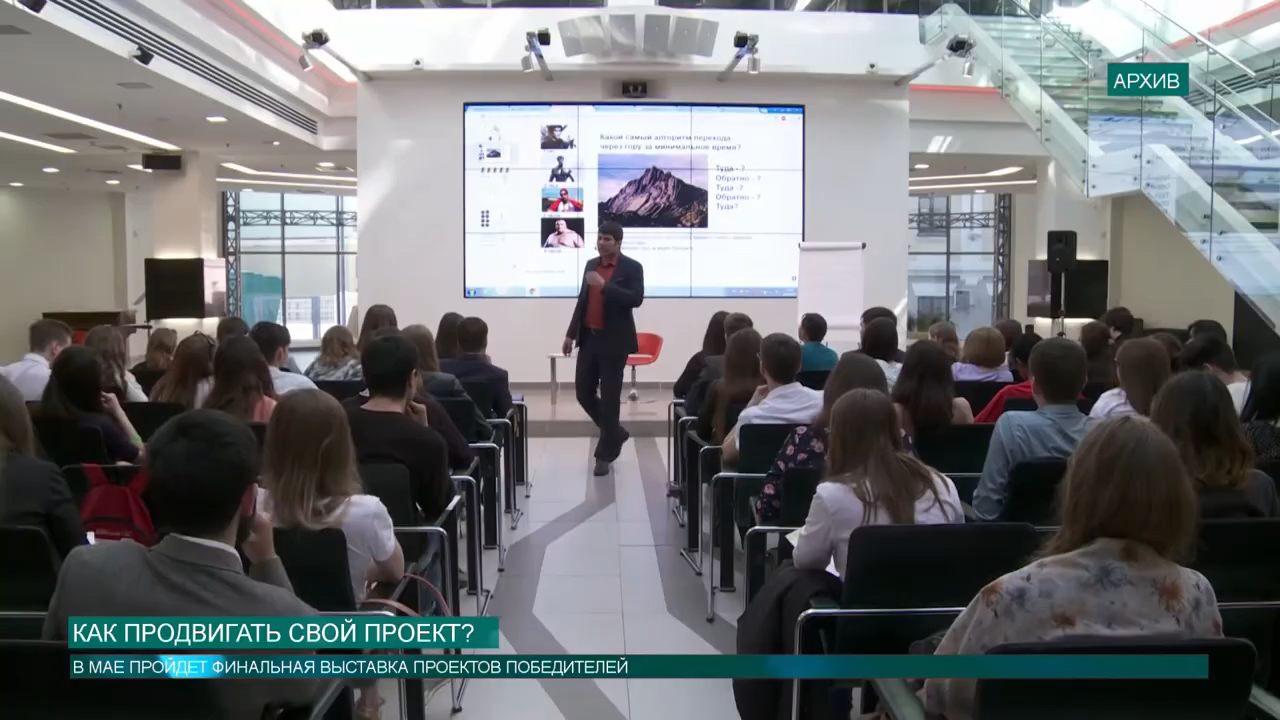 АРХИВ
Какой самый алгоритм перехода
через гору за минимальное время?
Туда - ?
Обратно - ?
Туда -?
Обратно - ?
Туда?
КАК ПРОДВИГАТЬ СВОЙ ПРОЕКТ?
В МАЕ ПРОЙДЕТ ФИНАЛЬНАЯ ВЫСТАВКА ПРОЕКТОВ ПОБЕДИТЕЛЕЙ